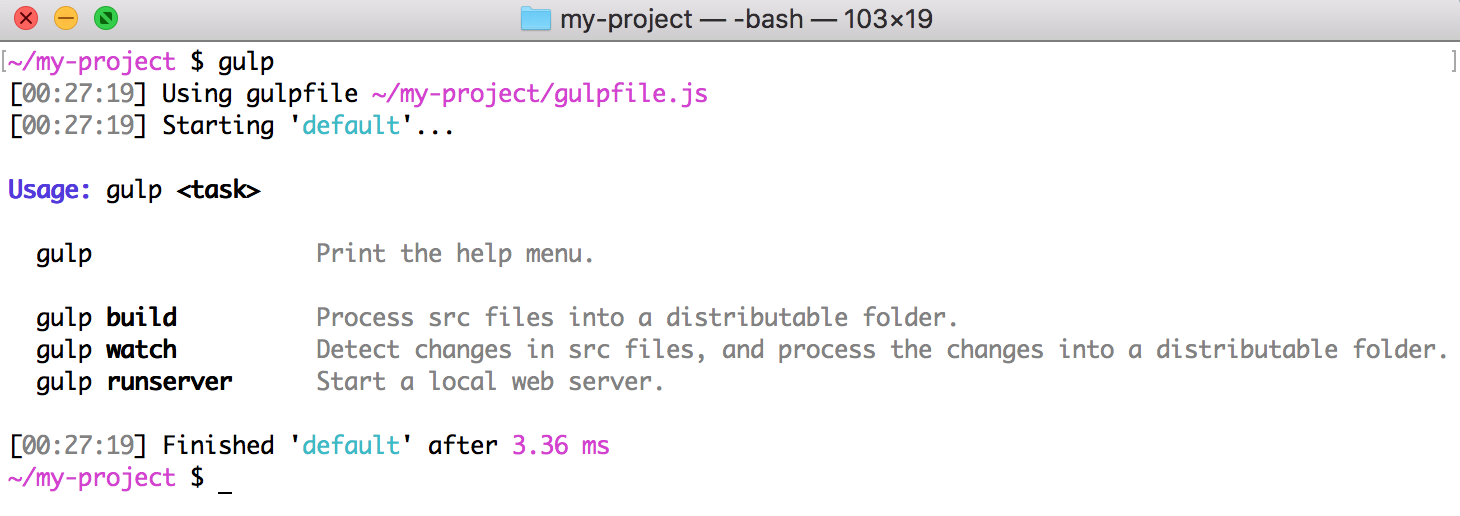 my-project — -bash — 103×19
[~/my-project $ gulp ]
[00:27:19] Using gulpfile ~/my-project/gulpfile.js
[00:27:19] Starting 'default'...
Usage: gulp <task>
gulp Print the help menu.
gulp build Process src files into a distributable folder.
gulp watch Detect changes in src files, and process the changes into a distributable folder.
gulp runserver Start a local web server.
[00:27:19] Finished 'default' after 3.36 ms
~/my-project $ _